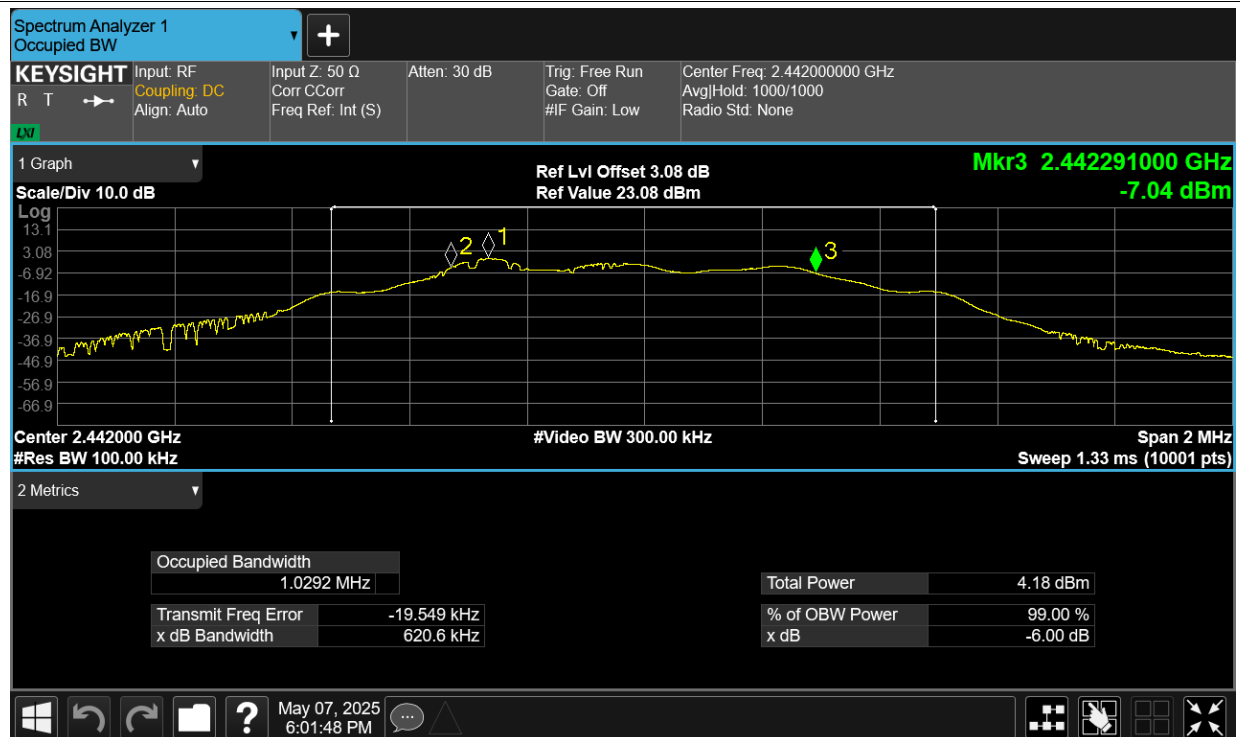 Spectrum Analyzer 1
Occupied BW
+
KEYSIGHT
R T
LXI
Input: RF
Coupling: DC
Align: Auto
Input Z: 50 Ω
Corr CCorr
Freq Ref: Int (S)
Atten: 30 dB
Trig: Free Run
Gate: Off
#IF Gain: Low
Center Freq: 2.442000000 GHz
Avg|Hold: 1000/1000
Radio Std: None
1 Graph
Scale/Div 10.0 dB
Ref Lvl Offset 3.08 dB
Ref Value 23.08 dBm
Mkr3 2.442291000 GHz
-7.04 dBm
Log
13.1
3.08
-6.92
-16.9
-26.9
-36.9
-46.9
-56.9
-66.9
2
1
3
Center 2.442000 GHz
#Res BW 100.00 kHz
#Video BW 300.00 kHz
Span 2 MHz
Sweep 1.33 ms (10001 pts)
2 Metrics
Occupied Bandwidth
1.0292 MHz
Transmit Freq Error -19.549 kHz
x dB Bandwidth 620.6 kHz
Total Power 4.18 dBm
% of OBW Power 99.00 %
x dB -6.00 dB
?
May 07, 2025
6:01:48 PM